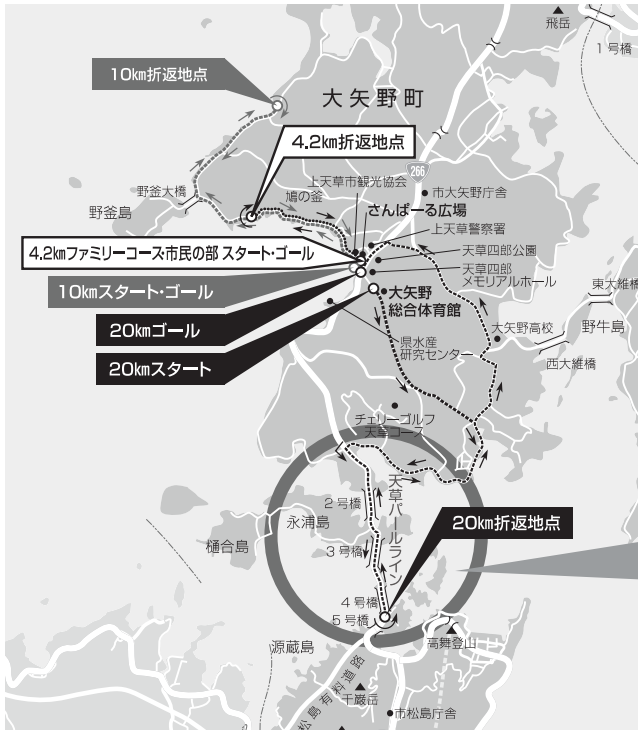 飛岳
1号橋
10km折返地点
大矢野町
4.2km折返地点
266
上天草市観光協会
市大矢野庁舎
野釜大橋
鳩の釜
さんぱーる広場
野釜島
上天草警察署
4.2kmファミリーコース・市民の部 スタート・ゴール
天草四郎公園
天草四郎
メモリアルホール
10kmスタート・ゴール
東大維橋
大矢野
総合体育館
野牛島
20kmゴール
大矢野高校
県水産
研究センター
西大維橋
20kmスタート
チェリーゴルフ
天草コース
天草パールライン
2号橋
永浦島
20km折返地点
樋合島
3号橋
4号橋
5号橋
源蔵島
高舞登山
松島有料道路
千巌岳
市松島庁舎